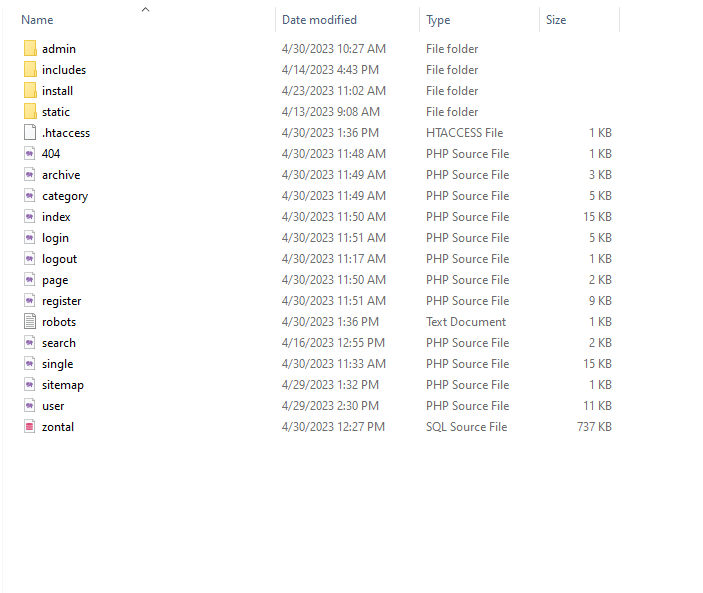 Name Date modified Type Size
admin 4/30/2023 10:27 AM File folder
includes 4/14/2023 4:43 PM File folder
install 4/23/2023 11:02 AM File folder
static 4/13/2023 9:08 AM File folder
.htaccess 4/30/2023 1:36 PM HTACCESS File 1 KB
404 4/30/2023 11:48 AM PHP Source File 1 KB
archive 4/30/2023 11:49 AM PHP Source File 3 KB
category 4/30/2023 11:49 AM PHP Source File 5 KB
index 4/30/2023 11:50 AM PHP Source File 15 KB
login 4/30/2023 11:51 AM PHP Source File 5 KB
logout 4/30/2023 11:17 AM PHP Source File 1 KB
page 4/30/2023 11:50 AM PHP Source File 2 KB
register 4/30/2023 11:51 AM PHP Source File 9 KB
robots 4/30/2023 1:36 PM Text Document 1 KB
search 4/16/2023 12:55 PM PHP Source File 2 KB
single 4/30/2023 11:33 AM PHP Source File 15 KB
sitemap 4/29/2023 1:32 PM PHP Source File 1 KB
user 4/29/2023 2:30 PM PHP Source File 11 KB
zontal 4/30/2023 12:27 PM SQL Source File 737 KB